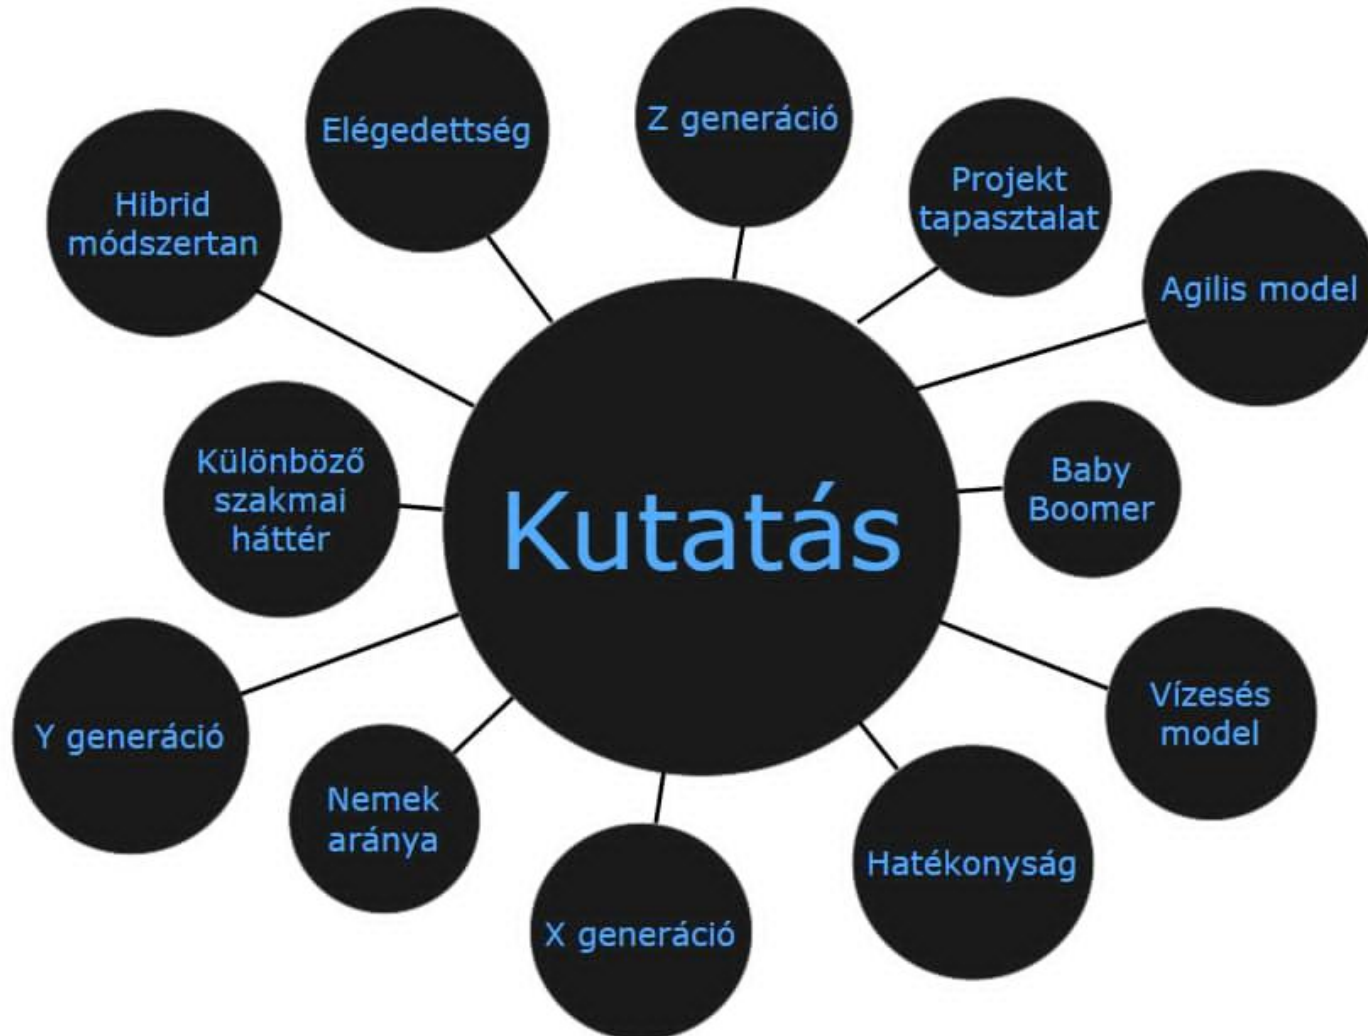 Elégedettség
Z generáció
Projekt
tapasztalat
Hibrid
módszertan
Agilis model
Különböző
szakmai
háttér
Kutatás
Baby
Boomer
Y generáció
Nemek
aránya
X generáció
Hatékonyság
Vízesés
model